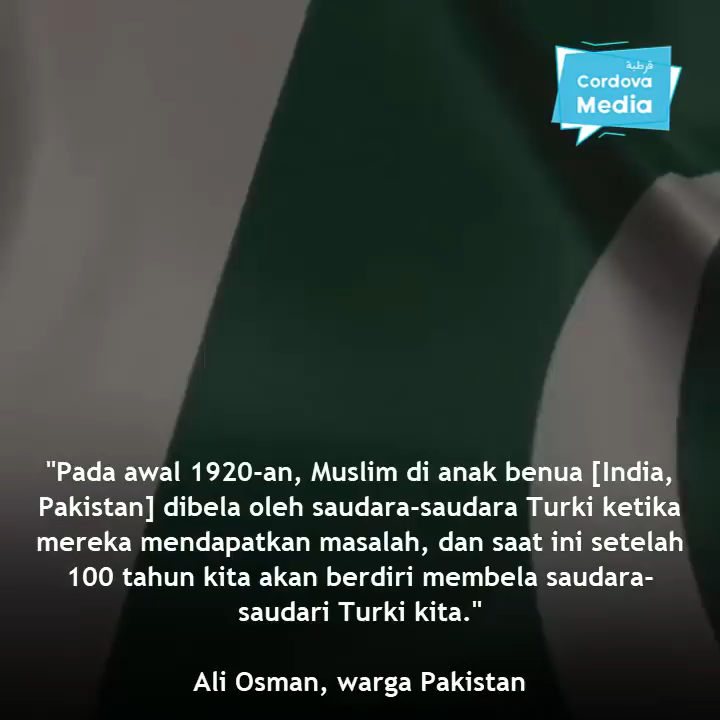 قرطبة
Cordova
Media
"Pada awal 1920-an, Muslim di anak benua [India,
Pakistan] dibela oleh saudara-saudara Turki ketika
mereka mendapatkan masalah, dan saat ini setelah
100 tahun kita akan berdiri membela saudara-
saudari Turki kita."
Ali Osman, warga Pakistan